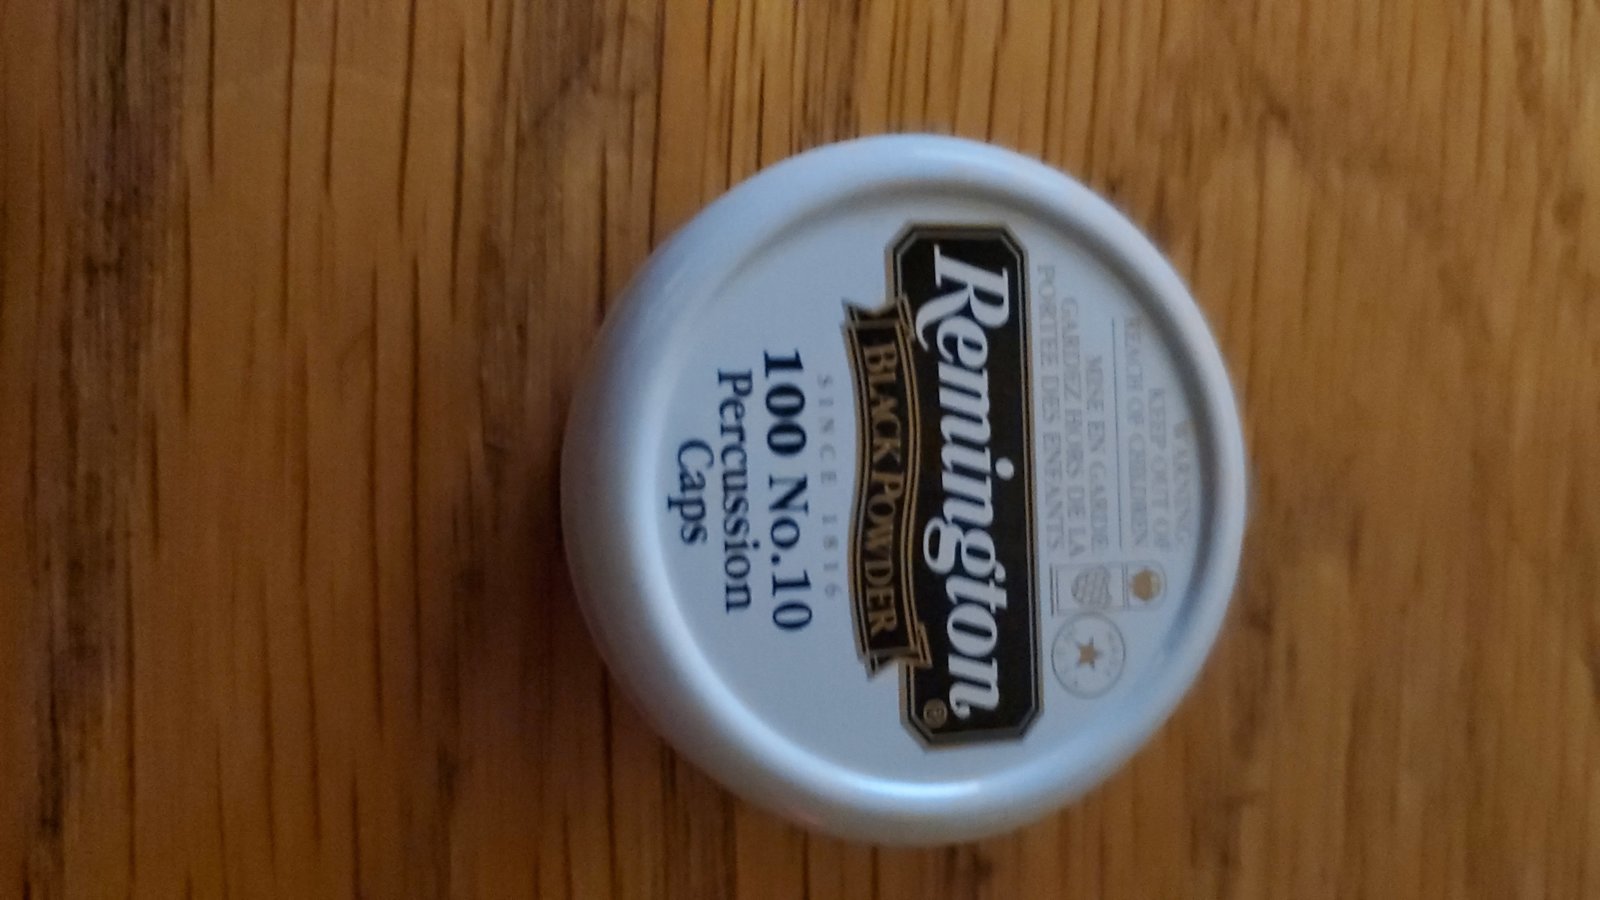 WARNING:
KEEP OUT OF
REACH OF CHILDREN.
MISE EN GARDE
GARDEZ HORS DE LA
PORTÉE DES ENFANTS.
Remington®
BLACK POWDER
SINCE 1816
100 No.10
Percussion
Caps